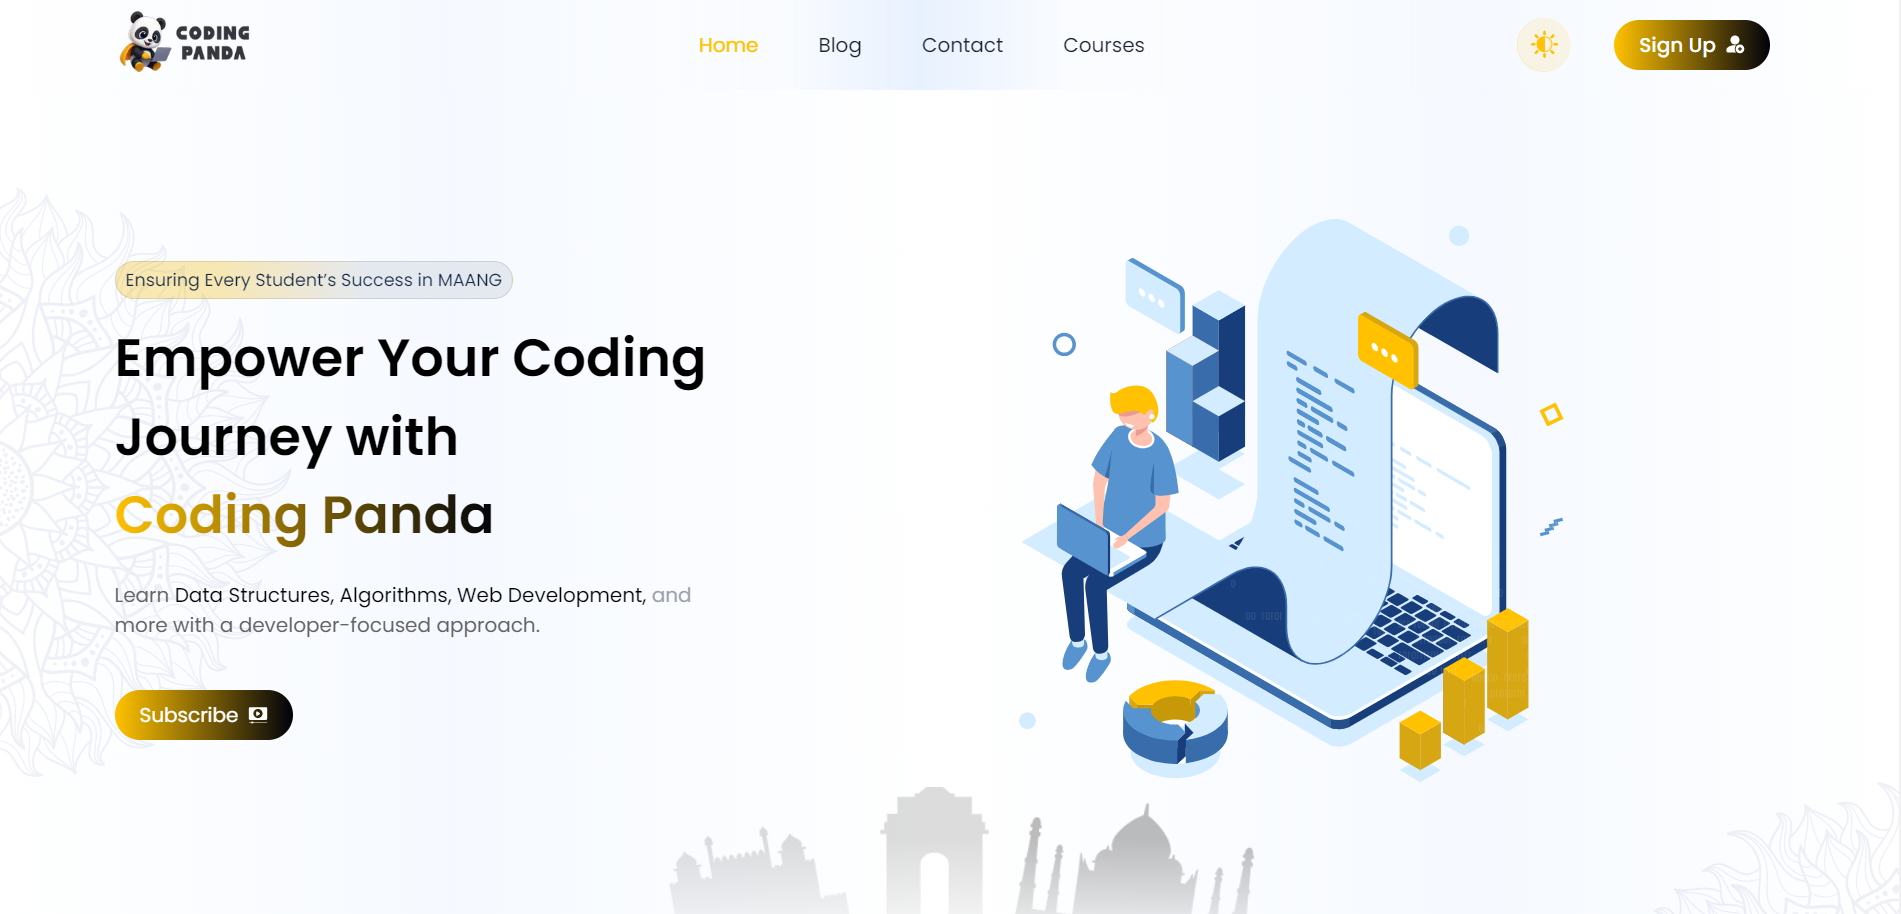 CODING
PANDA
Home
Blog
Contact
Courses
Sign Up
Ensuring Every Student’s Success in MAANG
Empower Your Coding
Journey with
Coding Panda
Learn Data Structures, Algorithms, Web Development, and
more with a developer-focused approach.
Subscribe